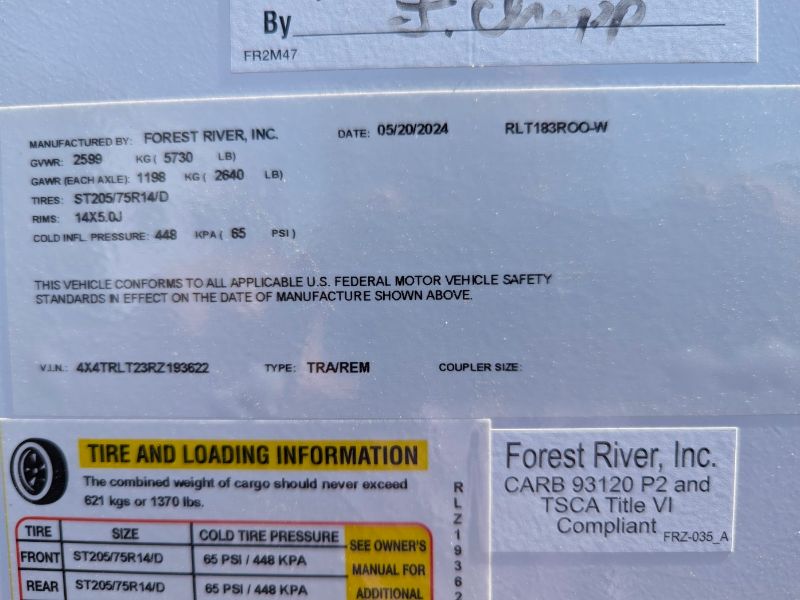 By
FR2M47
MANUFACTURED BY: FOREST RIVER, INC. DATE: 05/20/2024 RLT183ROO-W
GVWR: 2599 KG ( 5730 LB)
GAWR (EACH AXLE): 1198 KG ( 2640 LB)
TIRES: ST205/75R14/D
RIMS: 14X5.0J
COLD INFL. PRESSURE: 448 KPA ( 65 PSI )
THIS VEHICLE CONFORMS TO ALL APPLICABLE U.S. FEDERAL MOTOR VEHICLE SAFETY
STANDARDS IN EFFECT ON THE DATE OF MANUFACTURE SHOWN ABOVE.
V.I.N.: 4X4TRLT23RZ193622 TYPE: TRA/REM COUPLER SIZE:
TIRE AND LOADING INFORMATION
The combined weight of cargo should never exceed
621 kgs or 1370 lbs.
TIRE SIZE COLD TIRE PRESSURE
FRONT ST205/75R14/D 65 PSI / 448 KPA
REAR ST205/75R14/D 65 PSI / 448 KPA
SEE OWNER'S
MANUAL FOR
ADDITIONAL
RLZ19362
Forest River, Inc.
CARB 93120 P2 and
TSCA Title VI
Compliant
FRZ-035_A